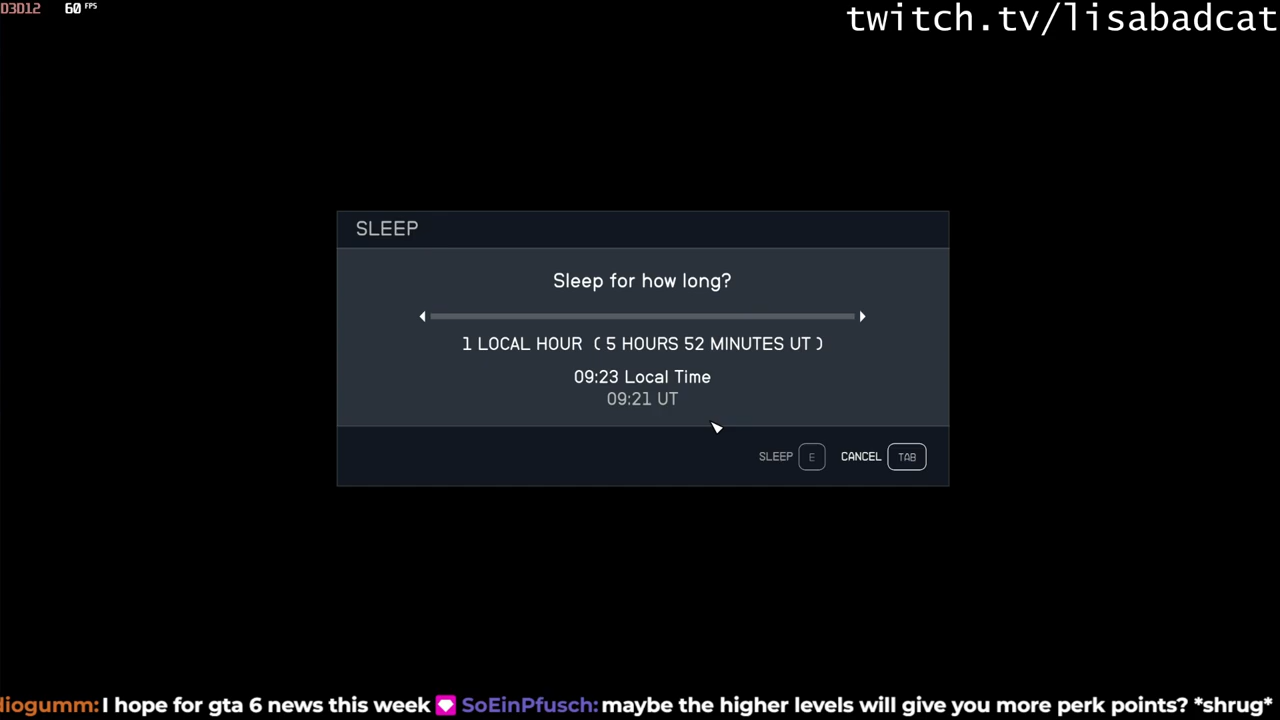 D3D12 60 FPS
twitch.tv/lisabadcat
SLEEP
Sleep for how long?
1 LOCAL HOUR ( 5 HOURS 52 MINUTES UT )
09:23 Local Time
09:21 UT
SLEEP E CANCEL TAB
diogumm: I hope for gta 6 news this week SoEinPfusch: maybe the higher levels will give you more perk points? *shrug*